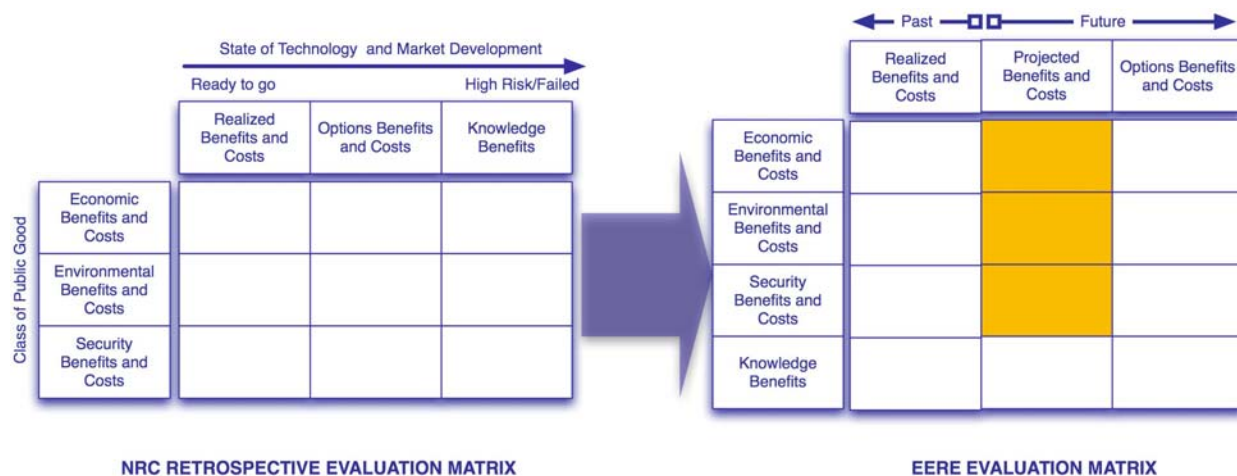 State of Technology and Market Development
Ready to go
High Risk/Failed
Realized
Benefits and
Costs
Options Benefits
and Costs
Knowledge
Benefits
Class of Public Good
Economic
Benefits and
Costs
Environmental
Benefits and
Costs
Security
Benefits and
Costs
NRC RETROSPECTIVE EVALUATION MATRIX
Past
Future
Realized
Benefits and
Costs
Projected
Benefits and
Costs
Options Benefits
and Costs
Economic
Benefits and
Costs
Environmental
Benefits and
Costs
Security
Benefits and
Costs
Knowledge
Benefits
EERE EVALUATION MATRIX